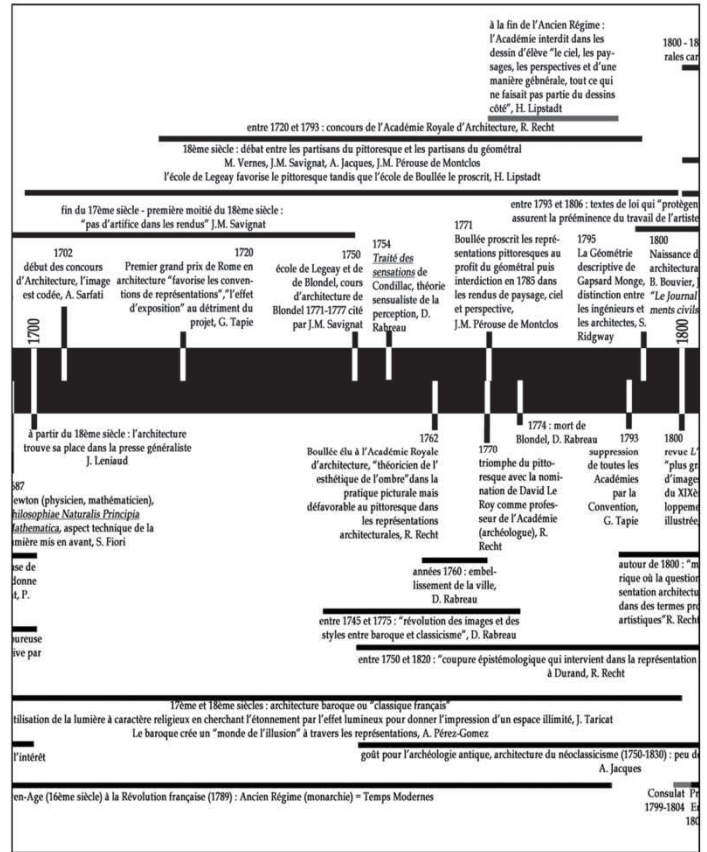 à la fin de l'Ancien Régime :
l'Académie interdit dans les
dessin d'élève "le ciel, les pay-
sages, les perspectives et d'une
manière gébnérale, tout ce qui
ne faisait pas partie du dessins
côté", H. Lipstadt
1800 - 18
rales car
entre 1720 et 1793 : concours de l'Académie Royale d'Architecture, R. Recht
18ème siècle : débat entre les partisans du pittoresque et les partisans du géométral
M. Vernes, J.M. Savignat, A. Jacques, J.M. Pérouse de Montclos
l'école de Legeay favorise le pittoresque tandis que l'école de Boullée le proscrit, H. Lipstadt
entre 1793 et 1806 : textes de loi qui "protègent
assurent la prééminence du travail de l'artiste
fin du 17ème siècle - première moitié du 18ème siècle :
"pas d'artifice dans les rendus" J.M. Savignat
1702
début des concours
d'Architecture, l'image
est codée, A. Sarfati
1720
Premier grand prix de Rome en
architecture "favorise les conven-
tions de représentations","l'effet
d'exposition" au détriment du
projet, G. Tapie
1750
école de Legeay et de
de Blondel, cours
d'architecture de
Blondel 1771-1777 cité
par J.M. Savignat
1754
Traité des
sensations de
Condillac, théorie
sensualiste de la
perception, D.
Rabreau
1771
Boullée proscrit les repré-
sentations pittoresques au
profit du géométral puis
interdiction en 1785 dans
les rendus de paysage, ciel
et perspective,
J.M. Pérouse de Montclos
1795
La Géométrie
descriptive de
Gapsard Monge,
distinction entre
les ingénieurs et
les architectes, S.
Ridgway
1800
Naissance d
architectura
B. Bouvier, J
"Le Journal
ments civils
1700
1800
à partir du 18ème siècle : l'architecture
trouve sa place dans la presse généraliste
J. Leniaud
687
ewton (physicien, mathématicien),
hilosophiae Naturalis Principia
Mathematica, aspect technique de la
mière mis en avant, S. Fiori
1762
Boullée élu à l'Académie Royale
d'architecture, "théoricien de l'
esthétique de l'ombre"dans la
pratique picturale mais
défavorable au pittoresque dans
les représentations
architecturales, R. Recht
1770
triomphe du pitto-
resque avec la nomi-
nation de David Le
Roy comme profes-
seur de l'Académie
(archéologue), R.
Recht
1774 : mort de
Blondel, D. Rabreau
1793
suppression
de toutes les
Académies
par la
Convention,
G. Tapie
1800
revue L'
"plus gr
d'images
du XIXè
loppeme
illustrée,
use de
donne
t, P.
années 1760 : embel-
lissement de la ville,
D. Rabreau
autour de 1800 : "m
rique où la question
sentation architectu
dans des termes pro
artistiques"R. Recht
entre 1745 et 1775 : "révolution des images et des
styles entre baroque et classicisme", D. Rabreau
oureuse
ive par
entre 1750 et 1820 : "coupure épistémologique qui intervient dans la représentation
à Durand, R. Recht
17ème et 18ème siècles : architecture baroque ou "classique français"
tilisation de la lumière à caractère religieux en cherchant l'étonnement par l'effet lumineux pour donner l'impression d'un espace illimité, J. Taricat
Le baroque crée un "monde de l'illusion" à travers les représentations, A. Pérez-Gomez
l'intérêt
goût pour l'archéologie antique, architecture du néoclassicisme (1750-1830) : peu de
A. Jacques
en-Age (16ème siècle) à la Révolution française (1789) : Ancien Régime (monarchie) = Temps Modernes
Consulat Pr
1799-1804 E
180